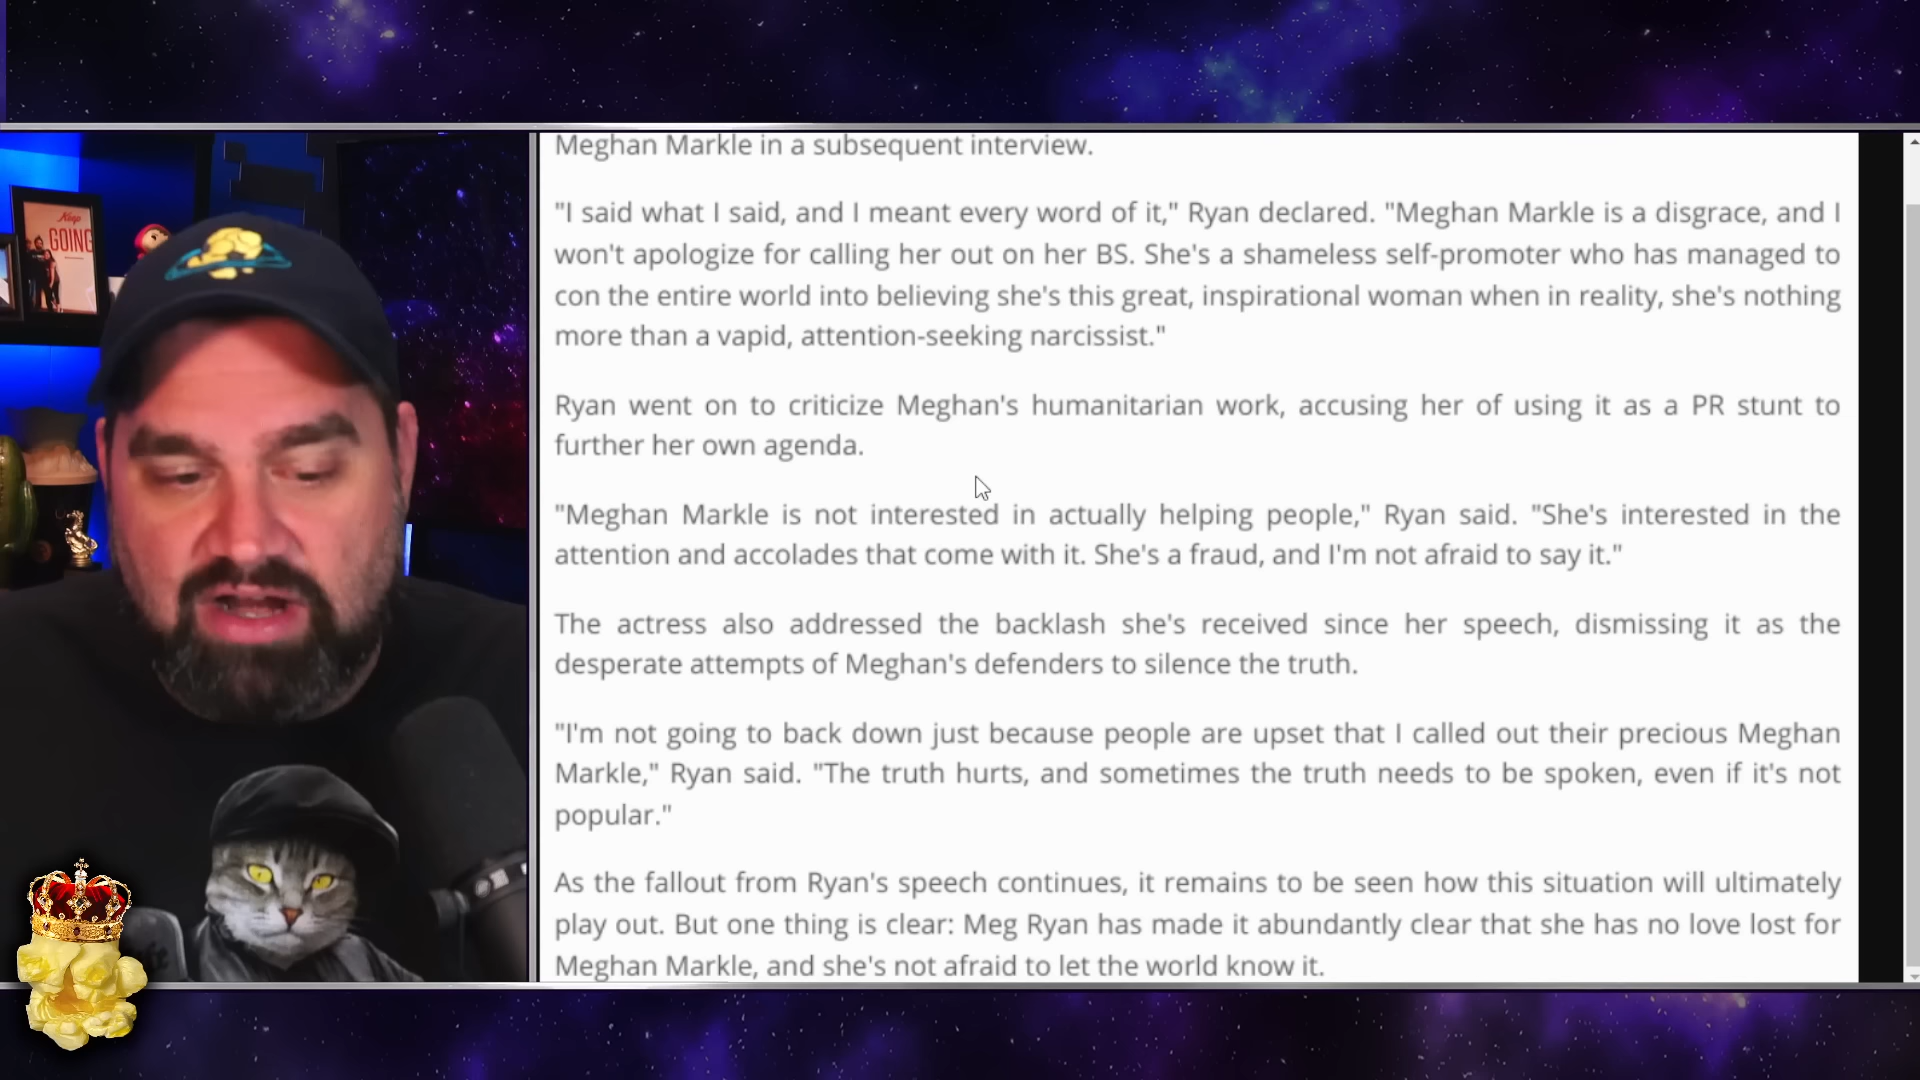 Meghan Markle in a subsequent interview.
"I said what I said, and I meant every word of it," Ryan declared. "Meghan Markle is a disgrace, and I
won't apologize for calling her out on her BS. She's a shameless self-promoter who has managed to
con the entire world into believing she's this great, inspirational woman when in reality, she's nothing
more than a vapid, attention-seeking narcissist."
Ryan went on to criticize Meghan's humanitarian work, accusing her of using it as a PR stunt to
further her own agenda.
"Meghan Markle is not interested in actually helping people," Ryan said. "She's interested in the
attention and accolades that come with it. She's a fraud, and I'm not afraid to say it."
The actress also addressed the backlash she's received since her speech, dismissing it as the
desperate attempts of Meghan's defenders to silence the truth.
"I'm not going to back down just because people are upset that I called out their precious Meghan
Markle," Ryan said. "The truth hurts, and sometimes the truth needs to be spoken, even if it's not
popular."
As the fallout from Ryan's speech continues, it remains to be seen how this situation will ultimately
play out. But one thing is clear: Meg Ryan has made it abundantly clear that she has no love lost for
Meghan Markle, and she's not afraid to let the world know it.
GOING